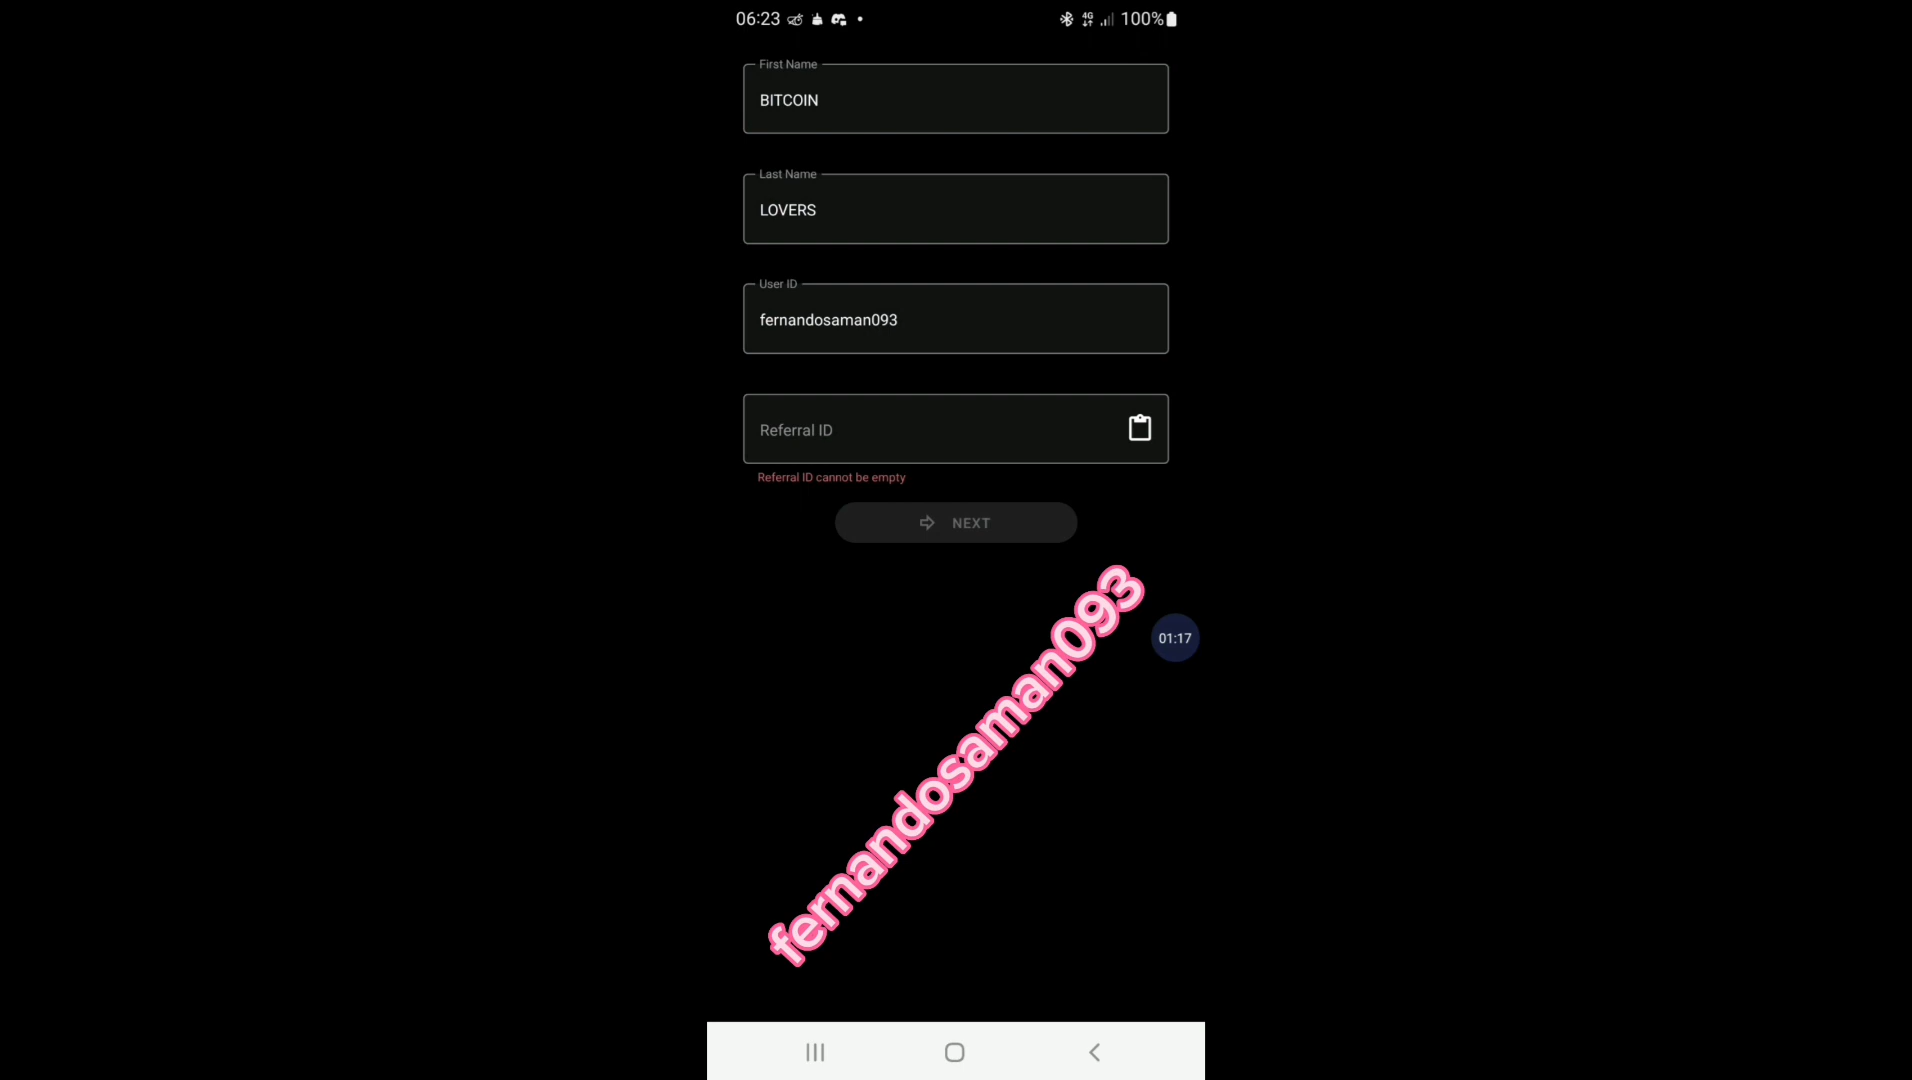 06:23 4G 100%
First Name
BITCOIN
Last Name
LOVERS
User ID
fernandosaman093
Referral ID
Referral ID cannot be empty
NEXT
fernandosaman093
01:17